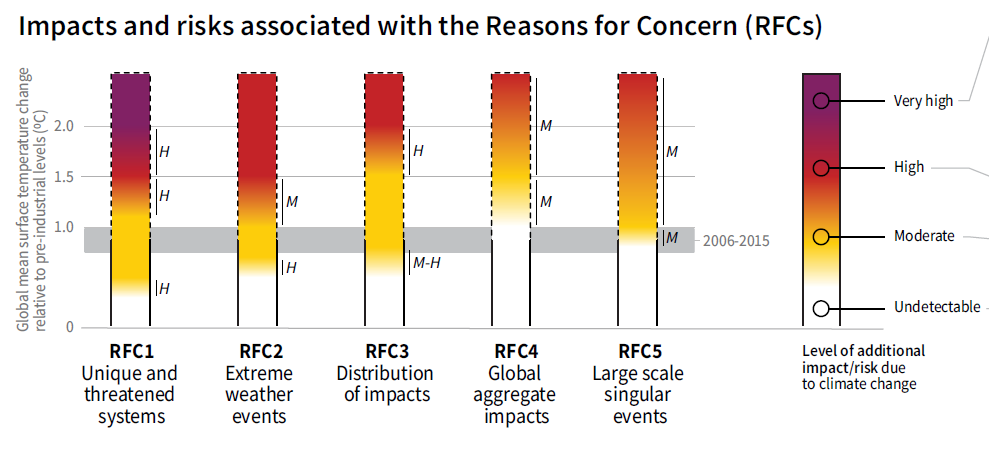 Impacts and risks associated with the Reasons for Concern (RFCs)
Global mean surface temperature change
relative to pre-industrial levels (ºC)
2.0
1.5
1.0
0
H
H
H
M
H
H
M-H
M
M
M
M
2006-2015
Very high
High
Moderate
Undetectable
RFC1
Unique and
threatened
systems
RFC2
Extreme
weather
events
RFC3
Distribution
of impacts
RFC4
Global
aggregate
impacts
RFC5
Large scale
singular
events
Level of additional
impact/risk due
to climate change